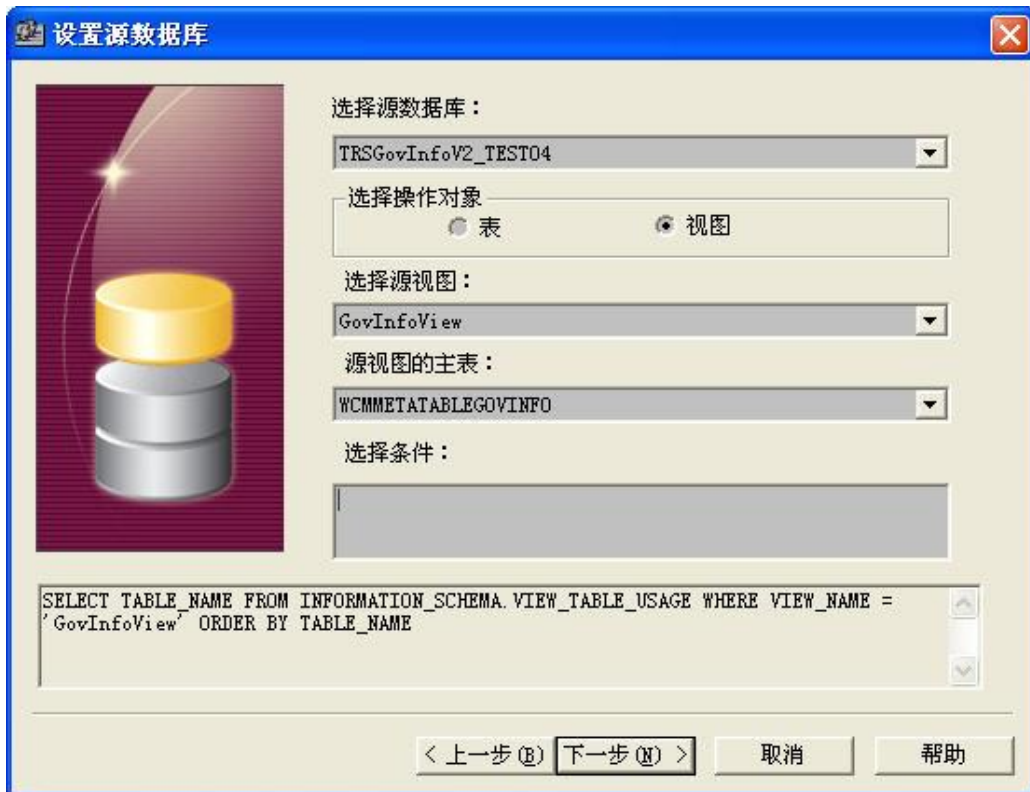 设置源数据库
选择源数据库：
TRSGovInfoV2_TEST04
选择操作对象
表 视图
选择源视图：
GovInfoView
源视图的主表：
WCMMETATABLEGOVINFO
选择条件：
SELECT TABLE_NAME FROM INFORMATION_SCHEMA.VIEW_TABLE_USAGE WHERE VIEW_NAME =
'GovInfoView' ORDER BY TABLE_NAME
< 上一步(B) 下一步(N) > 取消 帮助